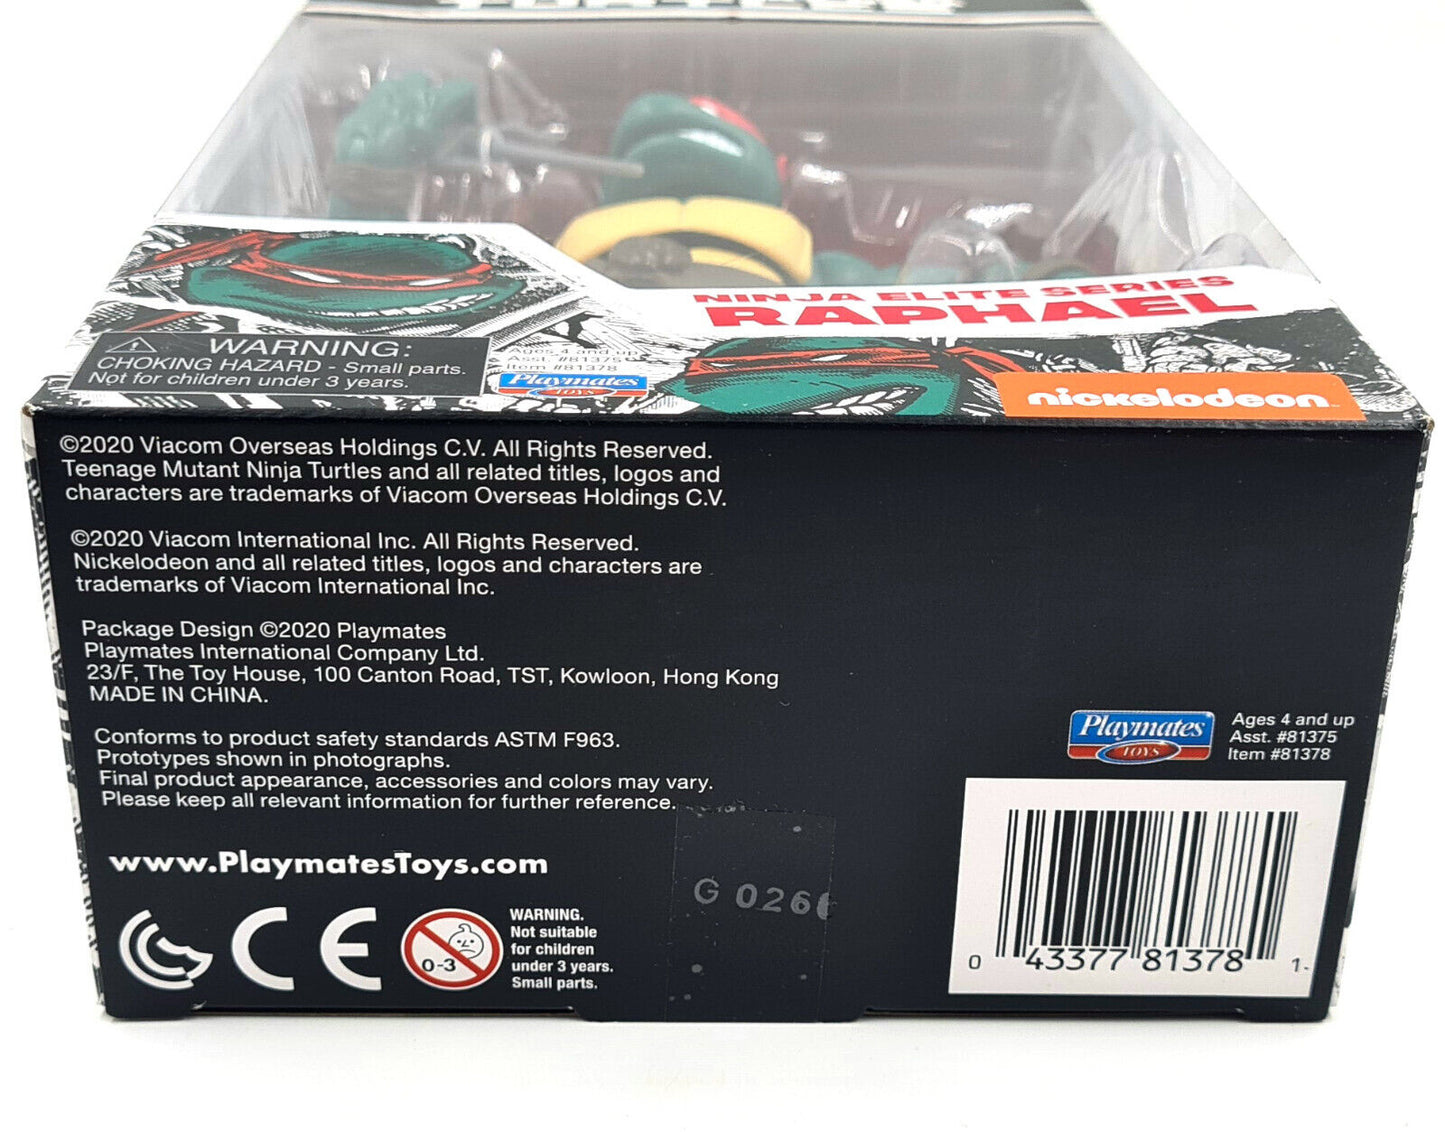 NINJA ELITE SERIES
RAPHAEL
WARNING:
CHOKING HAZARD - Small parts.
Not for children under 3 years.
Ages 4 and up
Asst. #81375
Item #81378
Playmates
TOYS
nickelodeon
©2020 Viacom Overseas Holdings C.V. All Rights Reserved.
Teenage Mutant Ninja Turtles and all related titles, logos and
characters are trademarks of Viacom Overseas Holdings C.V.
©2020 Viacom International Inc. All Rights Reserved.
Nickelodeon and all related titles, logos and characters are
trademarks of Viacom International Inc.
Package Design ©2020 Playmates
Playmates International Company Ltd.
23/F, The Toy House, 100 Canton Road, TST, Kowloon, Hong Kong
MADE IN CHINA.
Conforms to product safety standards ASTM F963.
Prototypes shown in photographs.
Final product appearance, accessories and colors may vary.
Please keep all relevant information for further reference.
www.PlaymatesToys.com
CE
0-3
WARNING.
Not suitable
for children
under 3 years.
Small parts.
Playmates
TOYS
Ages 4 and up
Asst. #81375
Item #81378
0 43377 81378 1